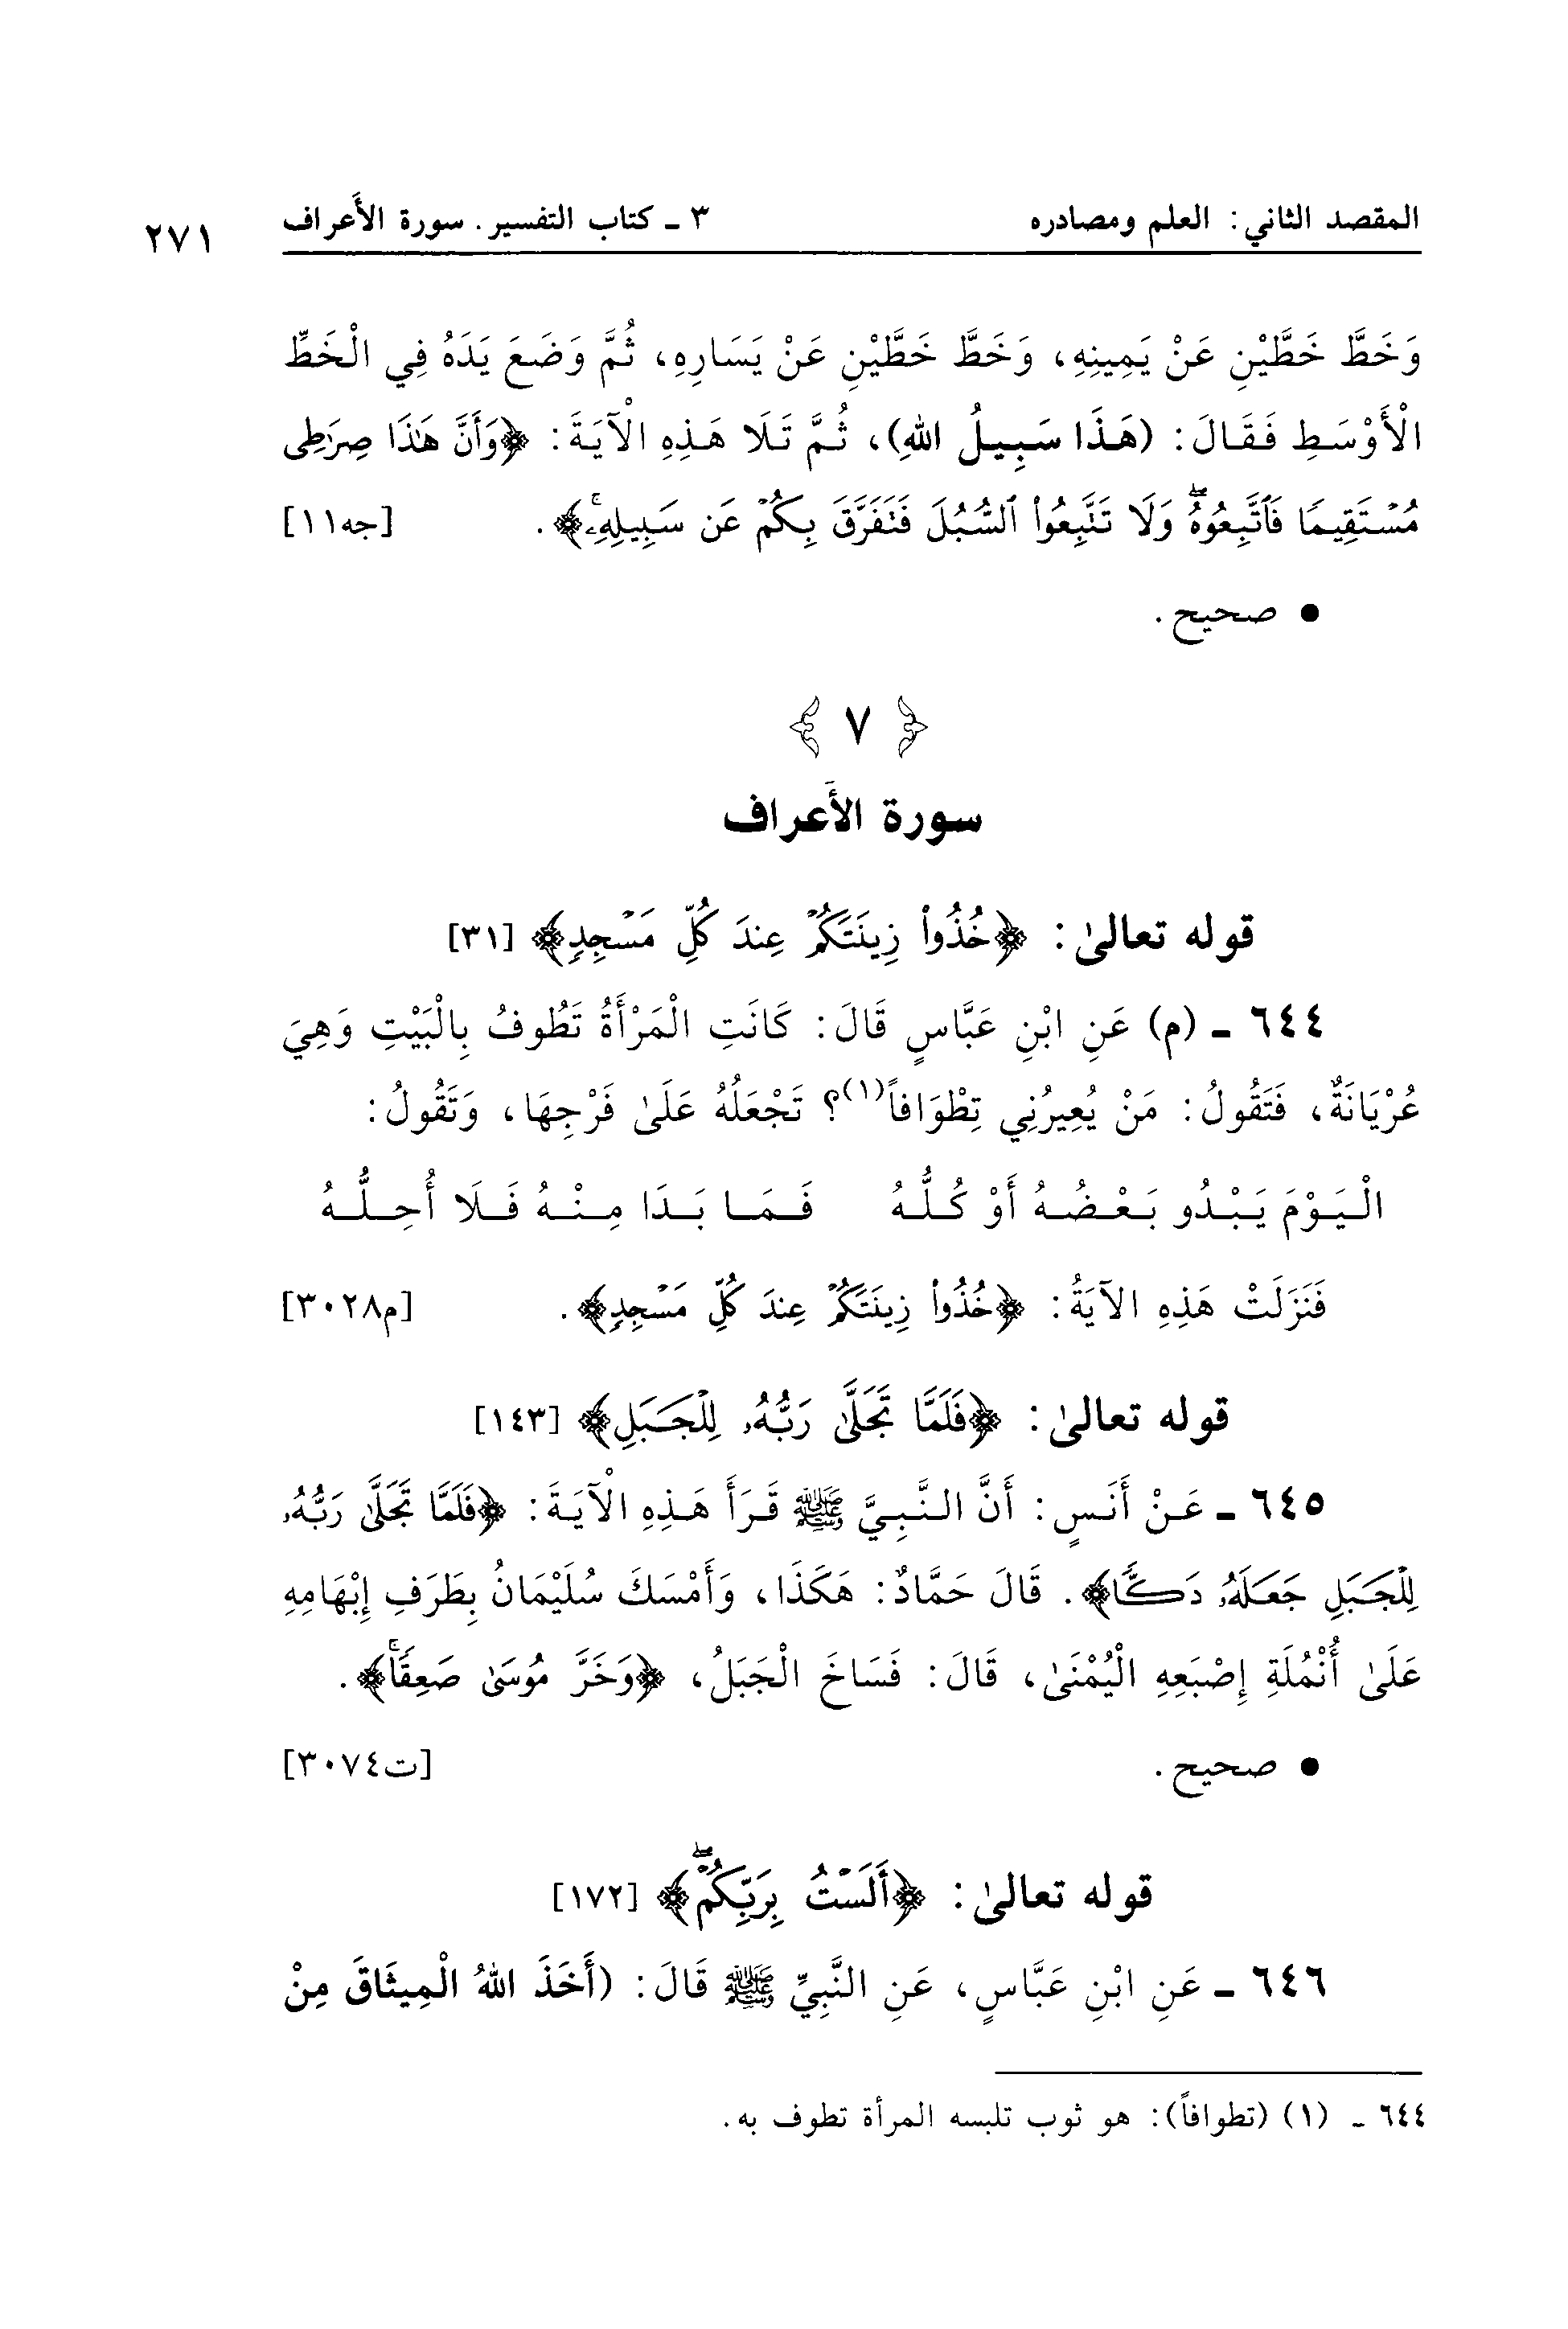 المقصد الثاني: العلم ومصادره ٣ ـ كتاب التفسير. سورة الأعراف ٢٧١
وَخَطَّ خَطَّيْنِ عَنْ يَمِينِهِ، وَخَطَّ خَطَّيْنِ عَنْ يَسَارِهِ، ثُمَّ وَضَعَ يَدَهُ فِي الْخَطِّ
الْأَوْسَطِ فَقَالَ: (هَذَا سَبِيلُ اللهِ)، ثُمَّ تَلَا هَذِهِ الْآيَةَ: ﴿وَأَنَّ هَٰذَا صِرَٰطِى
مُسْتَقِيمًا فَٱتَّبِعُوهُ ۖ وَلَا تَتَّبِعُوا۟ ٱلسُّبُلَ فَتَفَرَّقَ بِكُمْ عَن سَبِيلِهِۦ ۚ﴾. [جه١١]
● صحيح.
﴿ ٧ ﴾
سورة الأعراف
قوله تعالىٰ: ﴿خُذُوا۟ زِينَتَكُمْ عِندَ كُلِّ مَسْجِدٍ﴾ [٣١]
٦٤٤ ـ (م) عَنِ ابْنِ عَبَّاسٍ قَالَ: كَانَتِ الْمَرْأَةُ تَطُوفُ بِالْبَيْتِ وَهِيَ
عُرْيَانَةٌ، فَتَقُولُ: مَنْ يُعِيرُنِي تِطْوَافاً(١)؟ تَجْعَلُهُ عَلَىٰ فَرْجِهَا، وَتَقُولُ:
الْيَوْمَ يَبْدُو بَعْضُهُ أَوْ كُلُّهُ فَمَا بَدَا مِنْهُ فَلَا أُحِلُّهُ
فَنَزَلَتْ هَذِهِ الآيَةُ: ﴿خُذُوا۟ زِينَتَكُمْ عِندَ كُلِّ مَسْجِدٍ﴾. [م٣٠٢٨]
قوله تعالىٰ: ﴿فَلَمَّا تَجَلَّىٰ رَبُّهُۥ لِلْجَبَلِ﴾ [١٤٣]
٦٤٥ ـ عَنْ أَنَسٍ: أَنَّ النَّبِيَّ ﷺ قَرَأَ هَذِهِ الْآيَةَ: ﴿فَلَمَّا تَجَلَّىٰ رَبُّهُۥ
لِلْجَبَلِ جَعَلَهُۥ دَكًّا﴾. قَالَ حَمَّادٌ: هَكَذَا، وَأَمْسَكَ سُلَيْمَانُ بِطَرَفِ إِبْهَامِهِ
عَلَىٰ أُنْمُلَةِ إِصْبَعِهِ الْيُمْنَىٰ، قَالَ: فَسَاخَ الْجَبَلُ، ﴿وَخَرَّ مُوسَىٰ صَعِقًا ۚ﴾.
● صحيح. [ت٣٠٧٤]
قوله تعالىٰ: ﴿أَلَسْتُ بِرَبِّكُمْ ۖ﴾ [١٧٢]
٦٤٦ ـ عَنِ ابْنِ عَبَّاسٍ، عَنِ النَّبِيِّ ﷺ قَالَ: (أَخَذَ اللهُ الْمِيثَاقَ مِنْ
٦٤٤ ـ (١) (تطوافاً): هو ثوب تلبسه المرأة تطوف به.